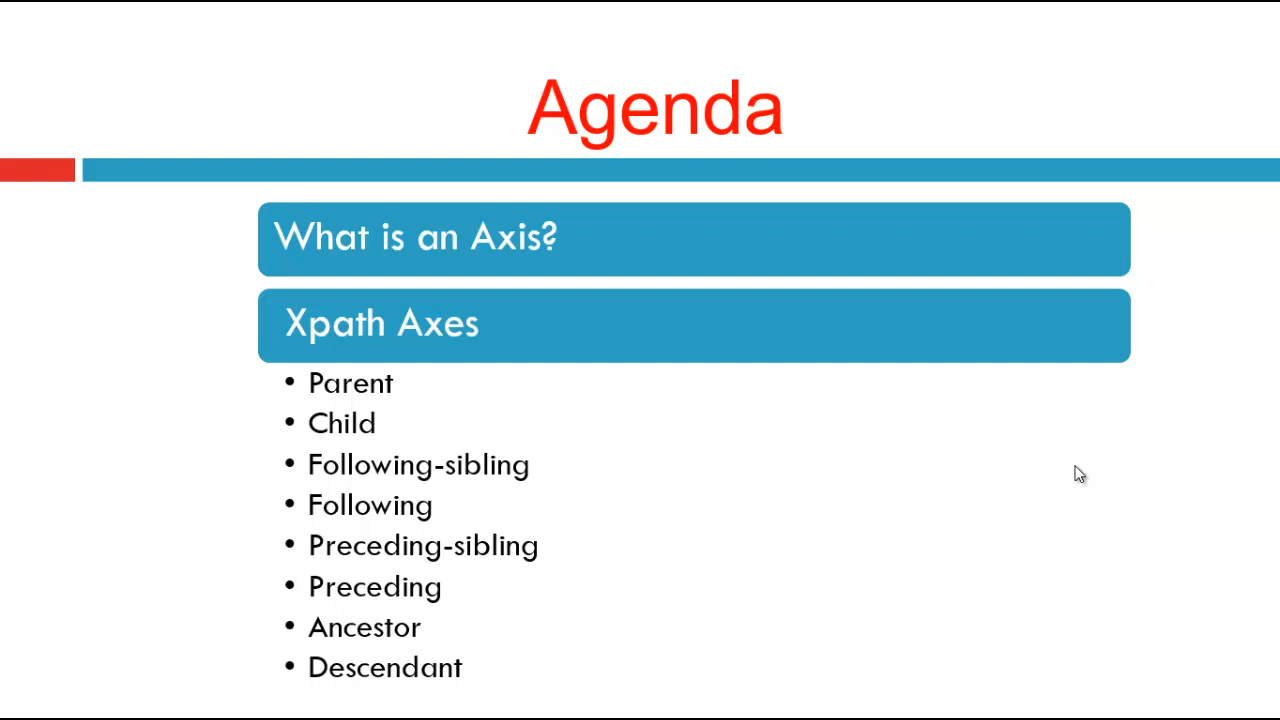 Agenda
What is an Axis?
Xpath Axes
• Parent
• Child
• Following-sibling
• Following
• Preceding-sibling
• Preceding
• Ancestor
• Descendant